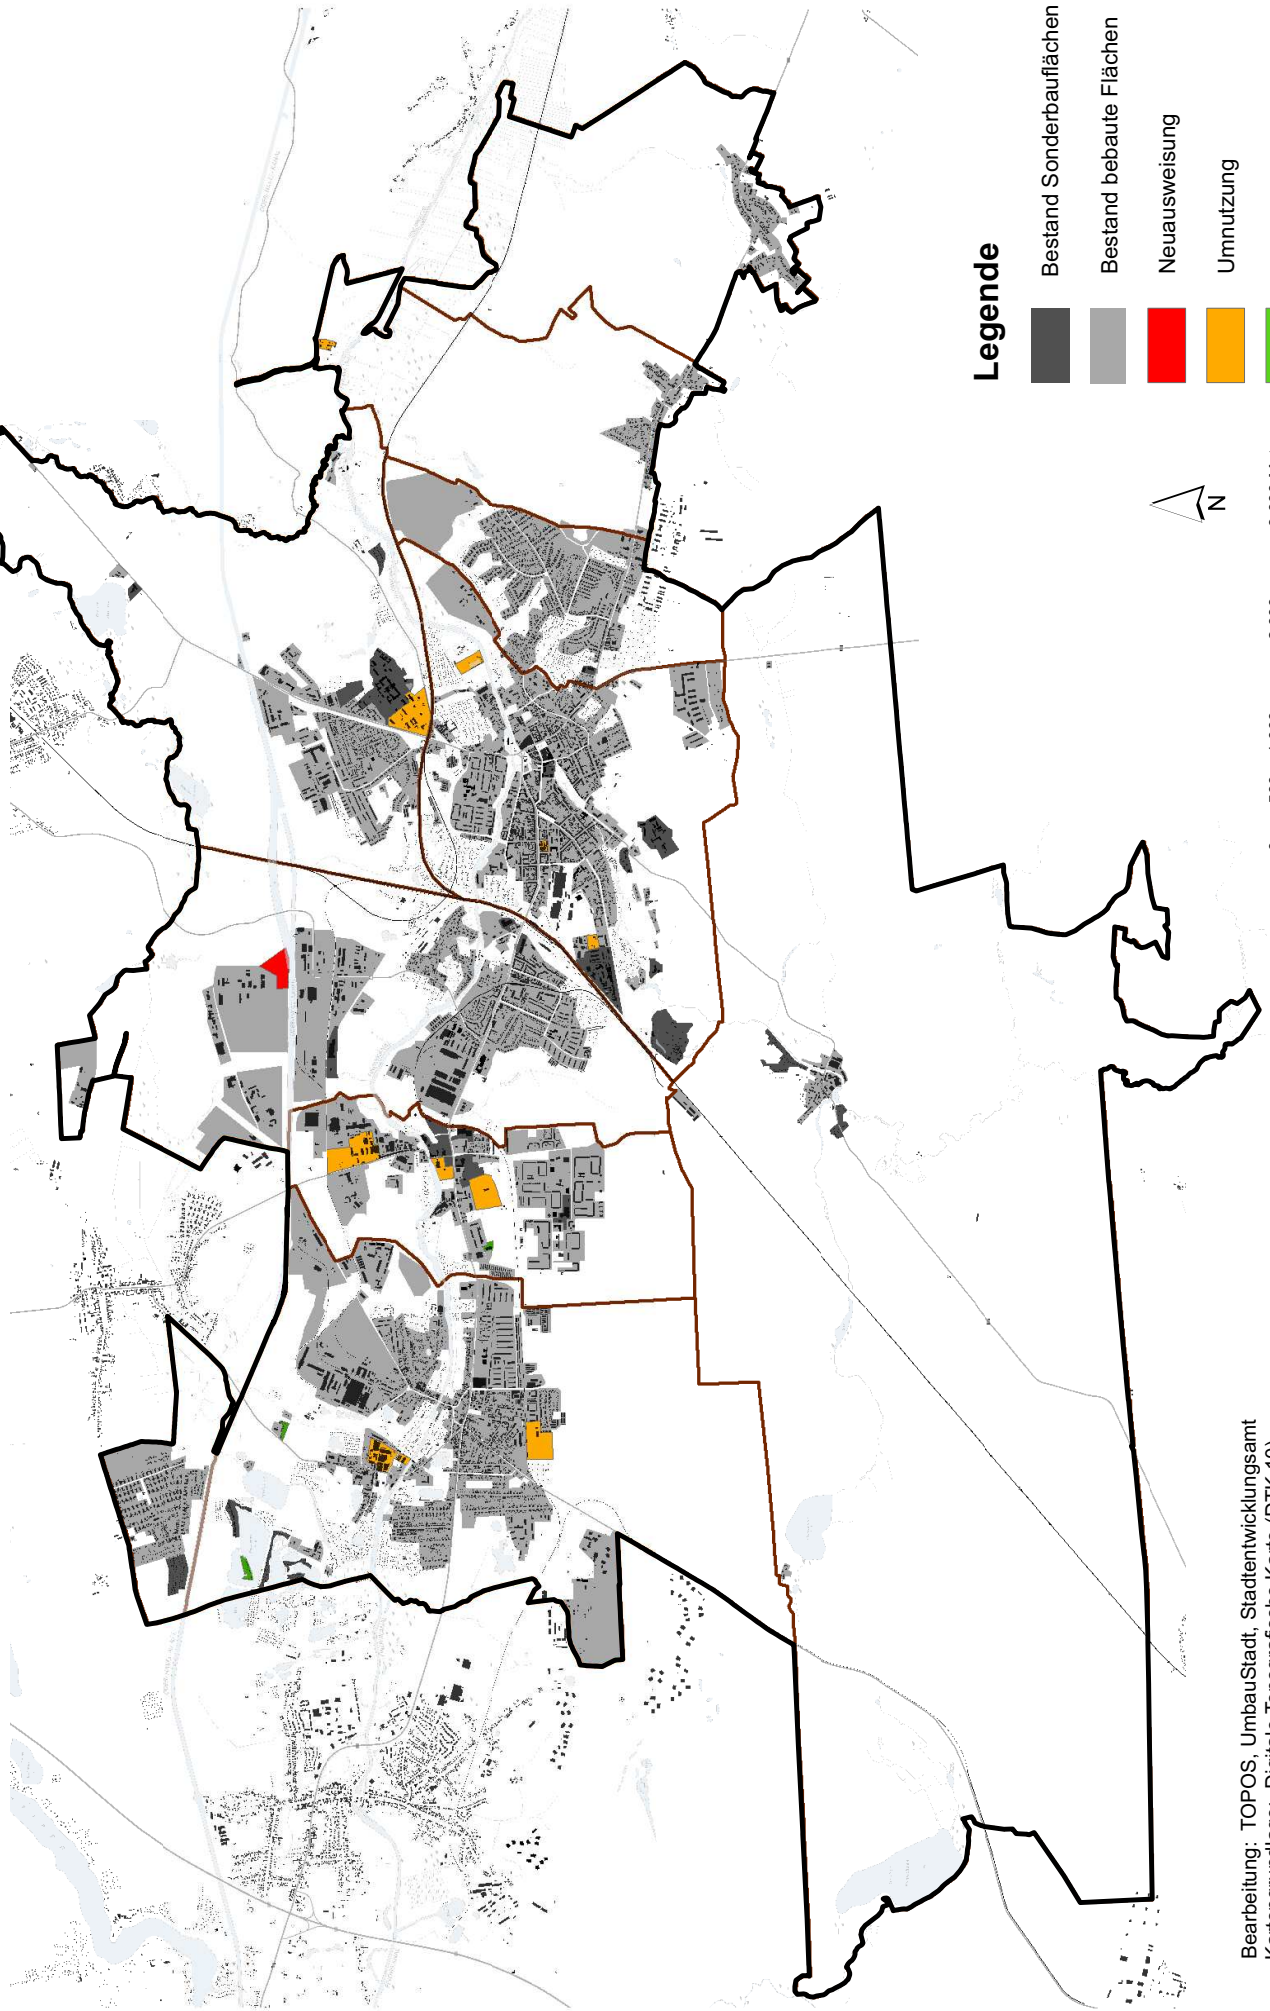 Legende
Bestand Sonderbauflächen
Bestand bebaute Flächen
Neuausweisung
Umnutzung
N
Bearbeitung: TOPOS, UmbauStadt, Stadtentwicklungsamt